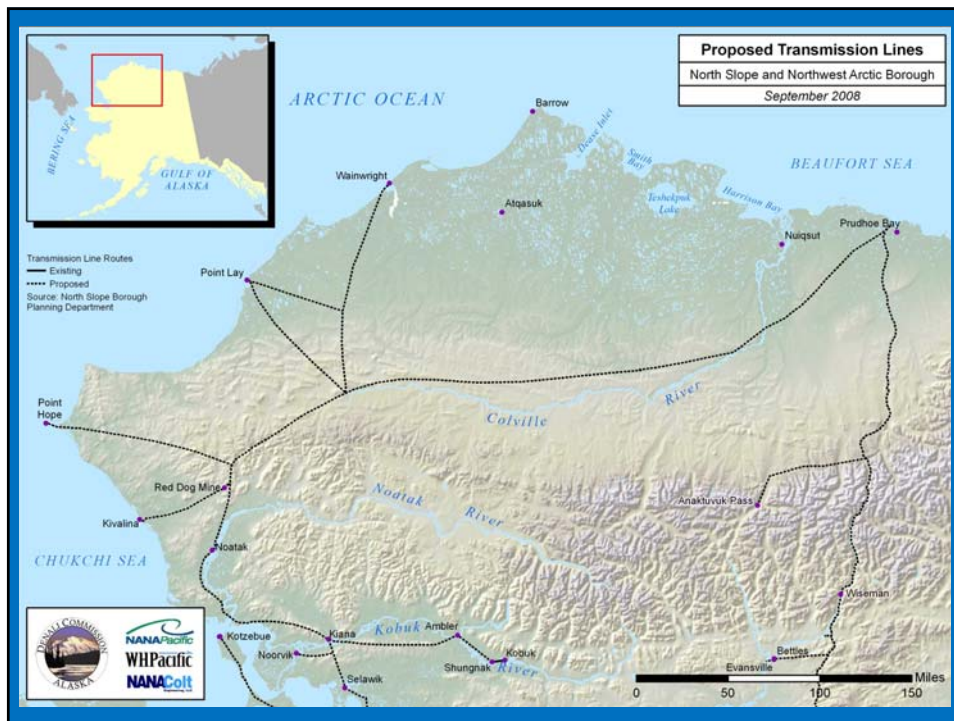 Proposed Transmission Lines
North Slope and Northwest Arctic Borough
September 2008
BERING SEA
GULF OF
ALASKA
ARCTIC OCEAN
BEAUFORT SEA
Barrow
Dease Inlet
Smith
Bay
Wainwright
Atqasuk
Teshekpuk
Lake
Harrison Bay
Prudhoe Bay
Nuiqsut
Transmission Line Routes
Existing
Proposed
Source: North Slope Borough
Planning Department
Point Lay
Point
Hope
Colville
River
Red Dog Mine
Noatak
River
Anaktuvuk Pass
Kivalina
Noatak
CHUKCHI SEA
Wiseman
DENALI COMMISSION
ALASKA
NANAPacific
WHPacific
NANAColt
Kotzebue
Kiana
Kobuk
Ambler
Noorvik
Kobuk
Shungnak
River
Bettles
Evansville
Selawik
0
50
100
150
Miles